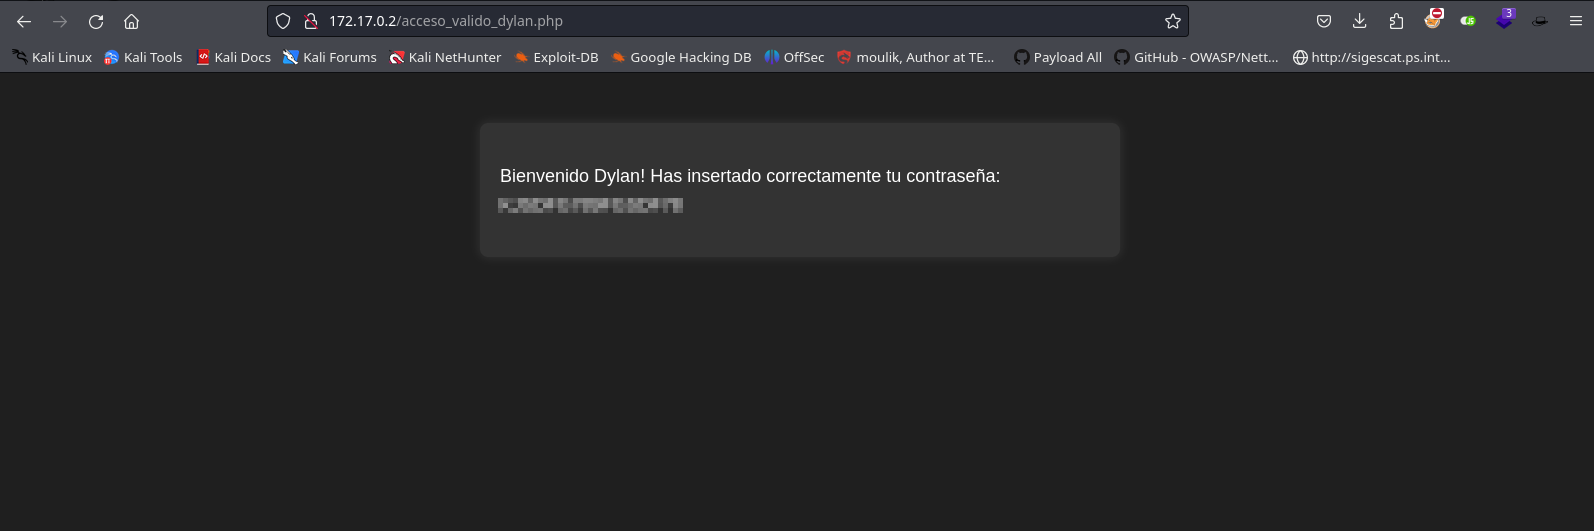 172.17.0.2/acceso_valido_dylan.php
3
Kali Linux
Kali Tools
Kali Docs
Kali Forums
Kali NetHunter
Exploit-DB
Google Hacking DB
OffSec
moulik, Author at TE...
Payload All
GitHub - OWASP/Nett...
http://sigescat.ps.int...
Bienvenido Dylan! Has insertado correctamente tu contraseña: